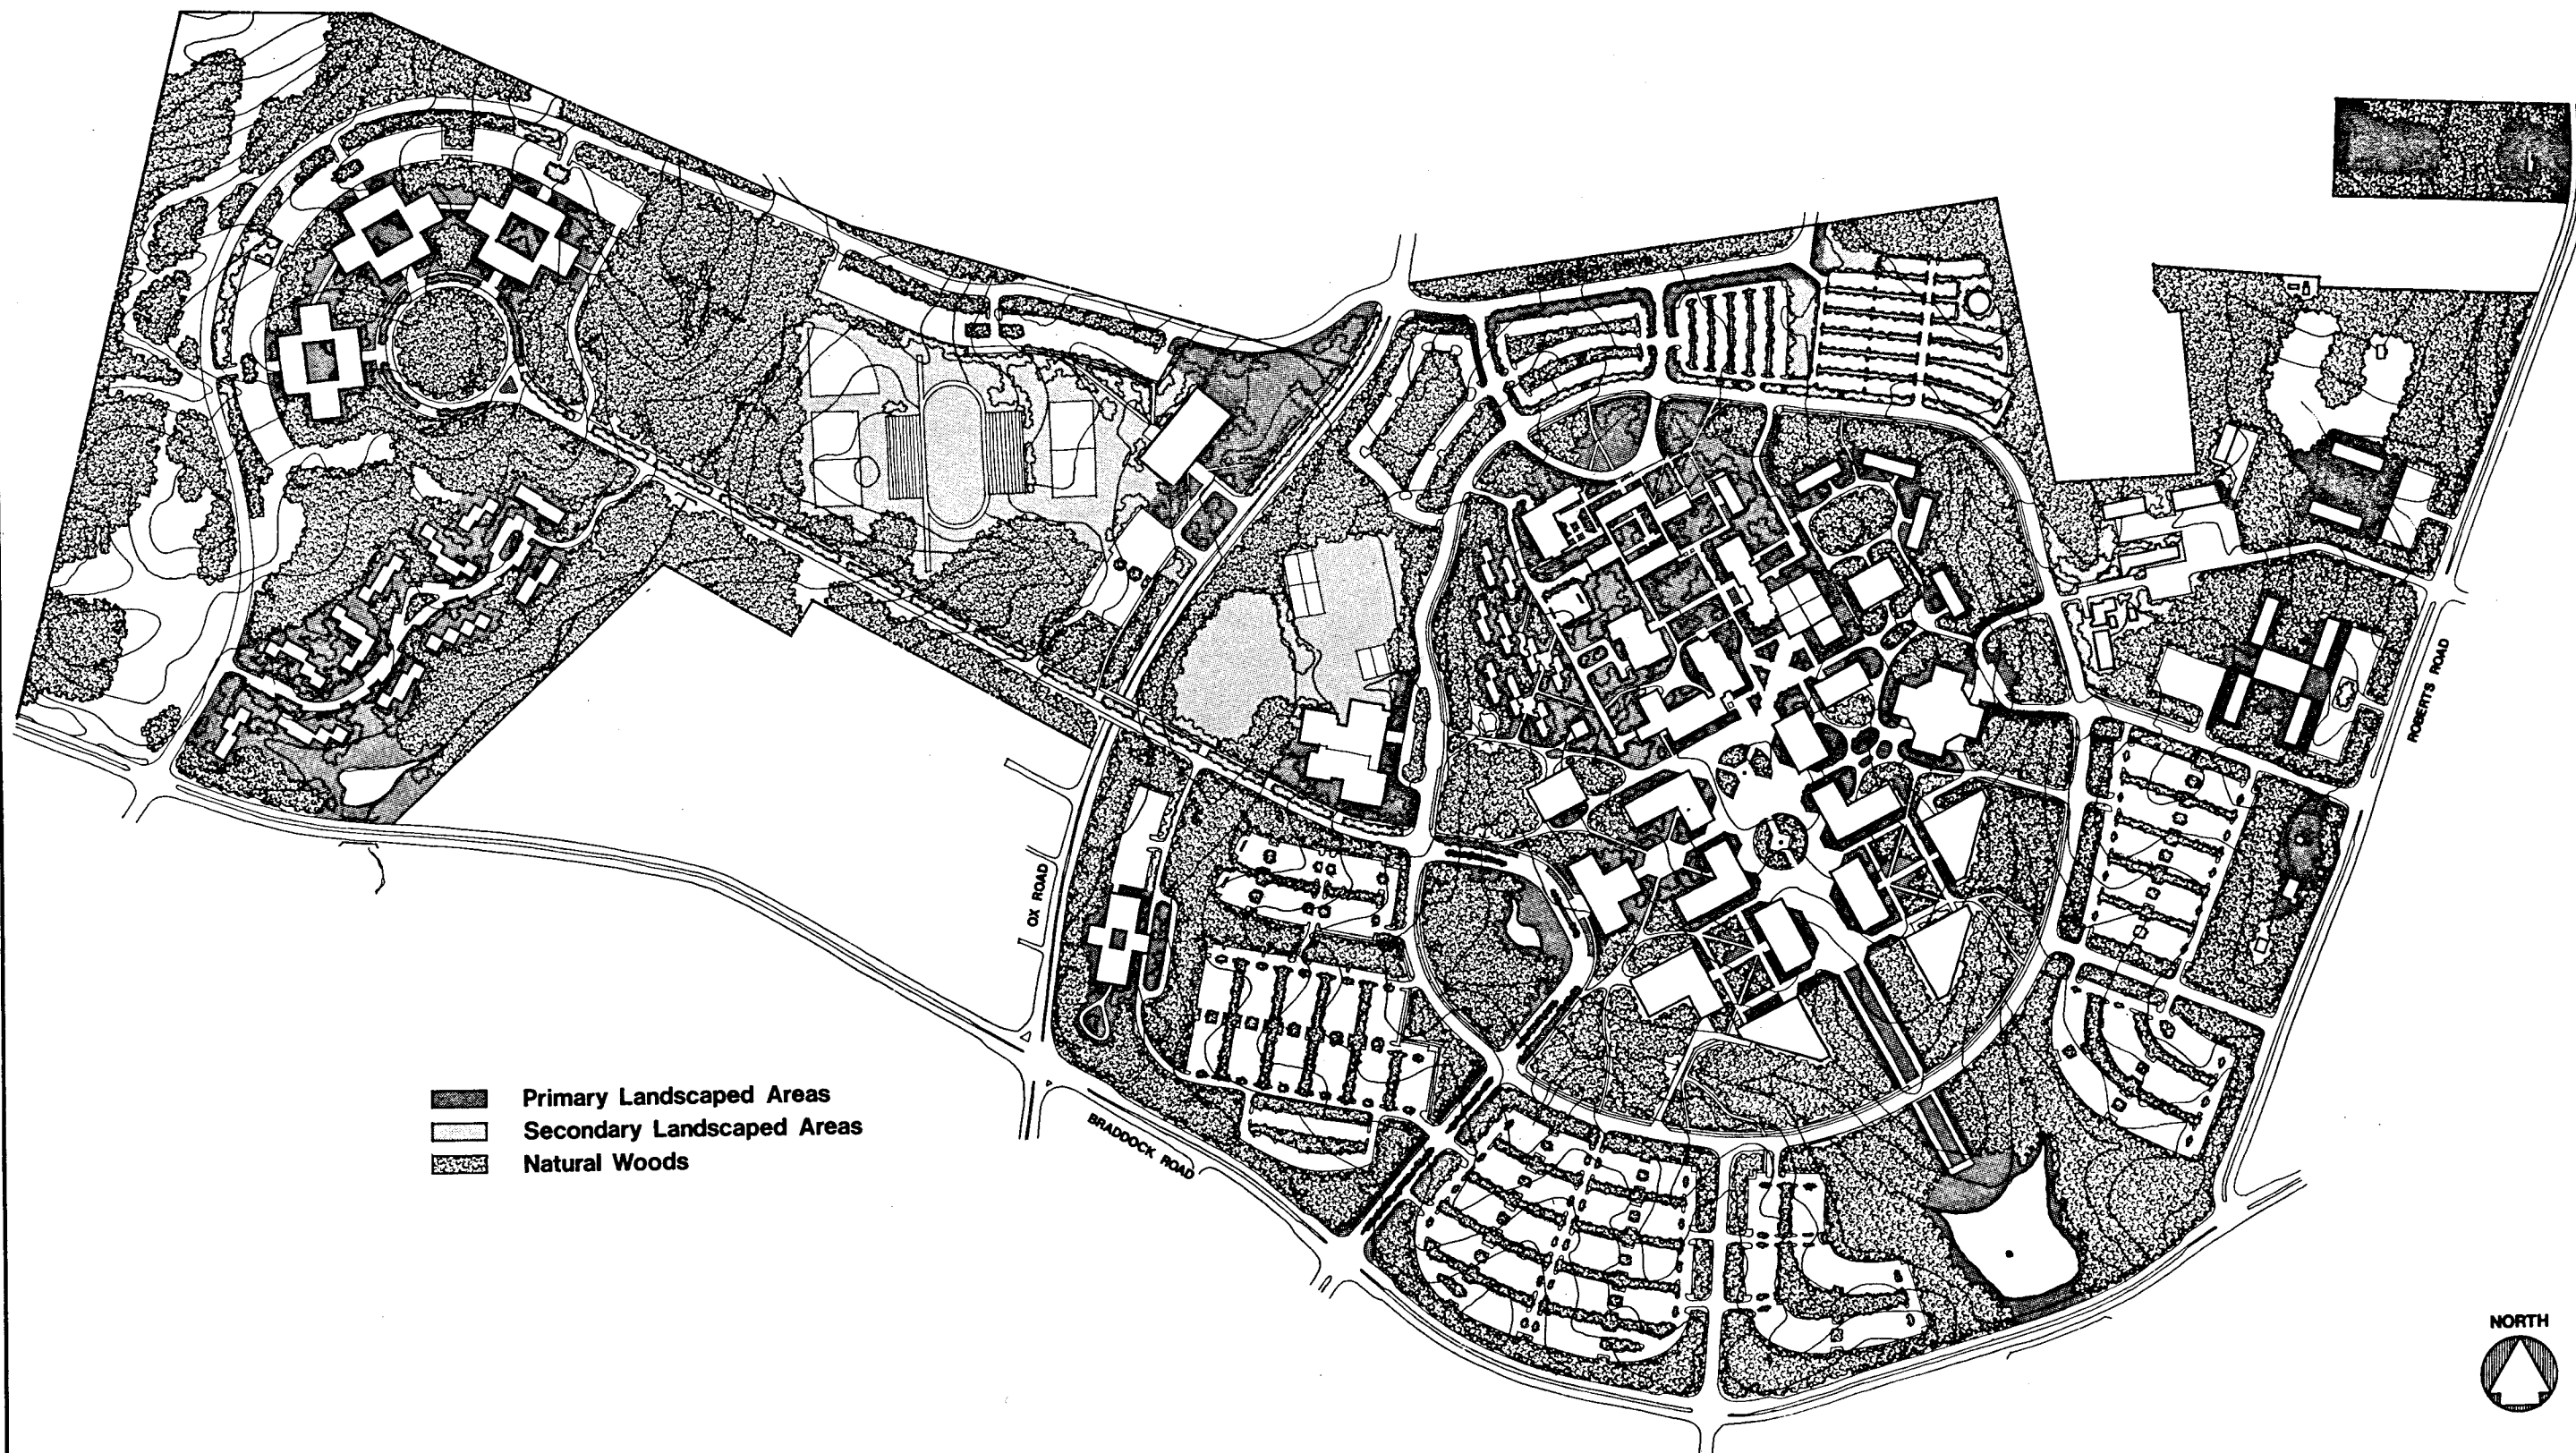 ROBERTS ROAD
OX ROAD
Primary Landscaped Areas
Secondary Landscaped Areas
Natural Woods
BRADDOCK ROAD
NORTH